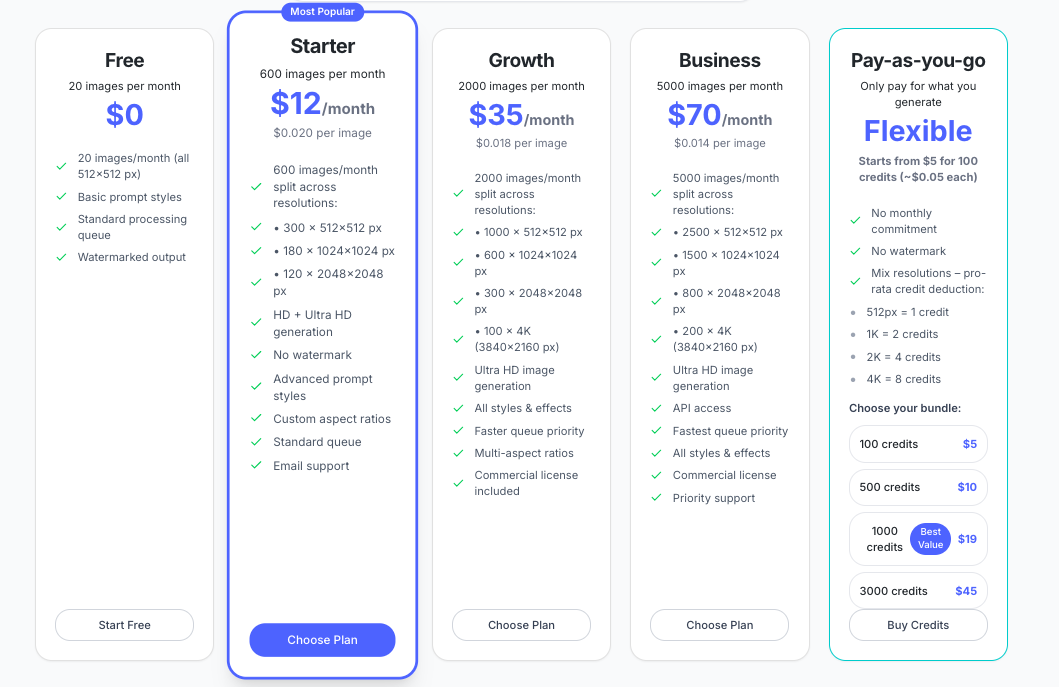 Free
20 images per month
$0
20 images/month (all
512×512 px)
Basic prompt styles
Standard processing
queue
Watermarked output
Start Free
Most Popular
Starter
600 images per month
$12/month
$0.020 per image
600 images/month
split across
resolutions:
• 300 × 512×512 px
• 180 × 1024×1024 px
• 120 × 2048×2048
px
HD + Ultra HD
generation
No watermark
Advanced prompt
styles
Custom aspect ratios
Standard queue
Email support
Choose Plan
Growth
2000 images per month
$35/month
$0.018 per image
2000 images/month
split across
resolutions:
• 1000 × 512×512 px
• 600 × 1024×1024
px
• 300 × 2048×2048
px
• 100 × 4K
(3840×2160 px)
Ultra HD image
generation
All styles & effects
Faster queue priority
Multi-aspect ratios
Commercial license
included
Choose Plan
Business
5000 images per month
$70/month
$0.014 per image
5000 images/month
split across
resolutions:
• 2500 × 512×512 px
• 1500 × 1024×1024
px
• 800 × 2048×2048
px
• 200 × 4K
(3840×2160 px)
Ultra HD image
generation
API access
Fastest queue priority
All styles & effects
Commercial license
Priority support
Choose Plan
Pay-as-you-go
Only pay for what you
generate
Flexible
Starts from $5 for 100
credits (~$0.05 each)
No monthly
commitment
No watermark
Mix resolutions – pro-
rata credit deduction:
512px = 1 credit
1K = 2 credits
2K = 4 credits
4K = 8 credits
Choose your bundle:
100 credits $5
500 credits $10
1000
credits
Best
Value
$19
3000 credits $45
Buy Credits